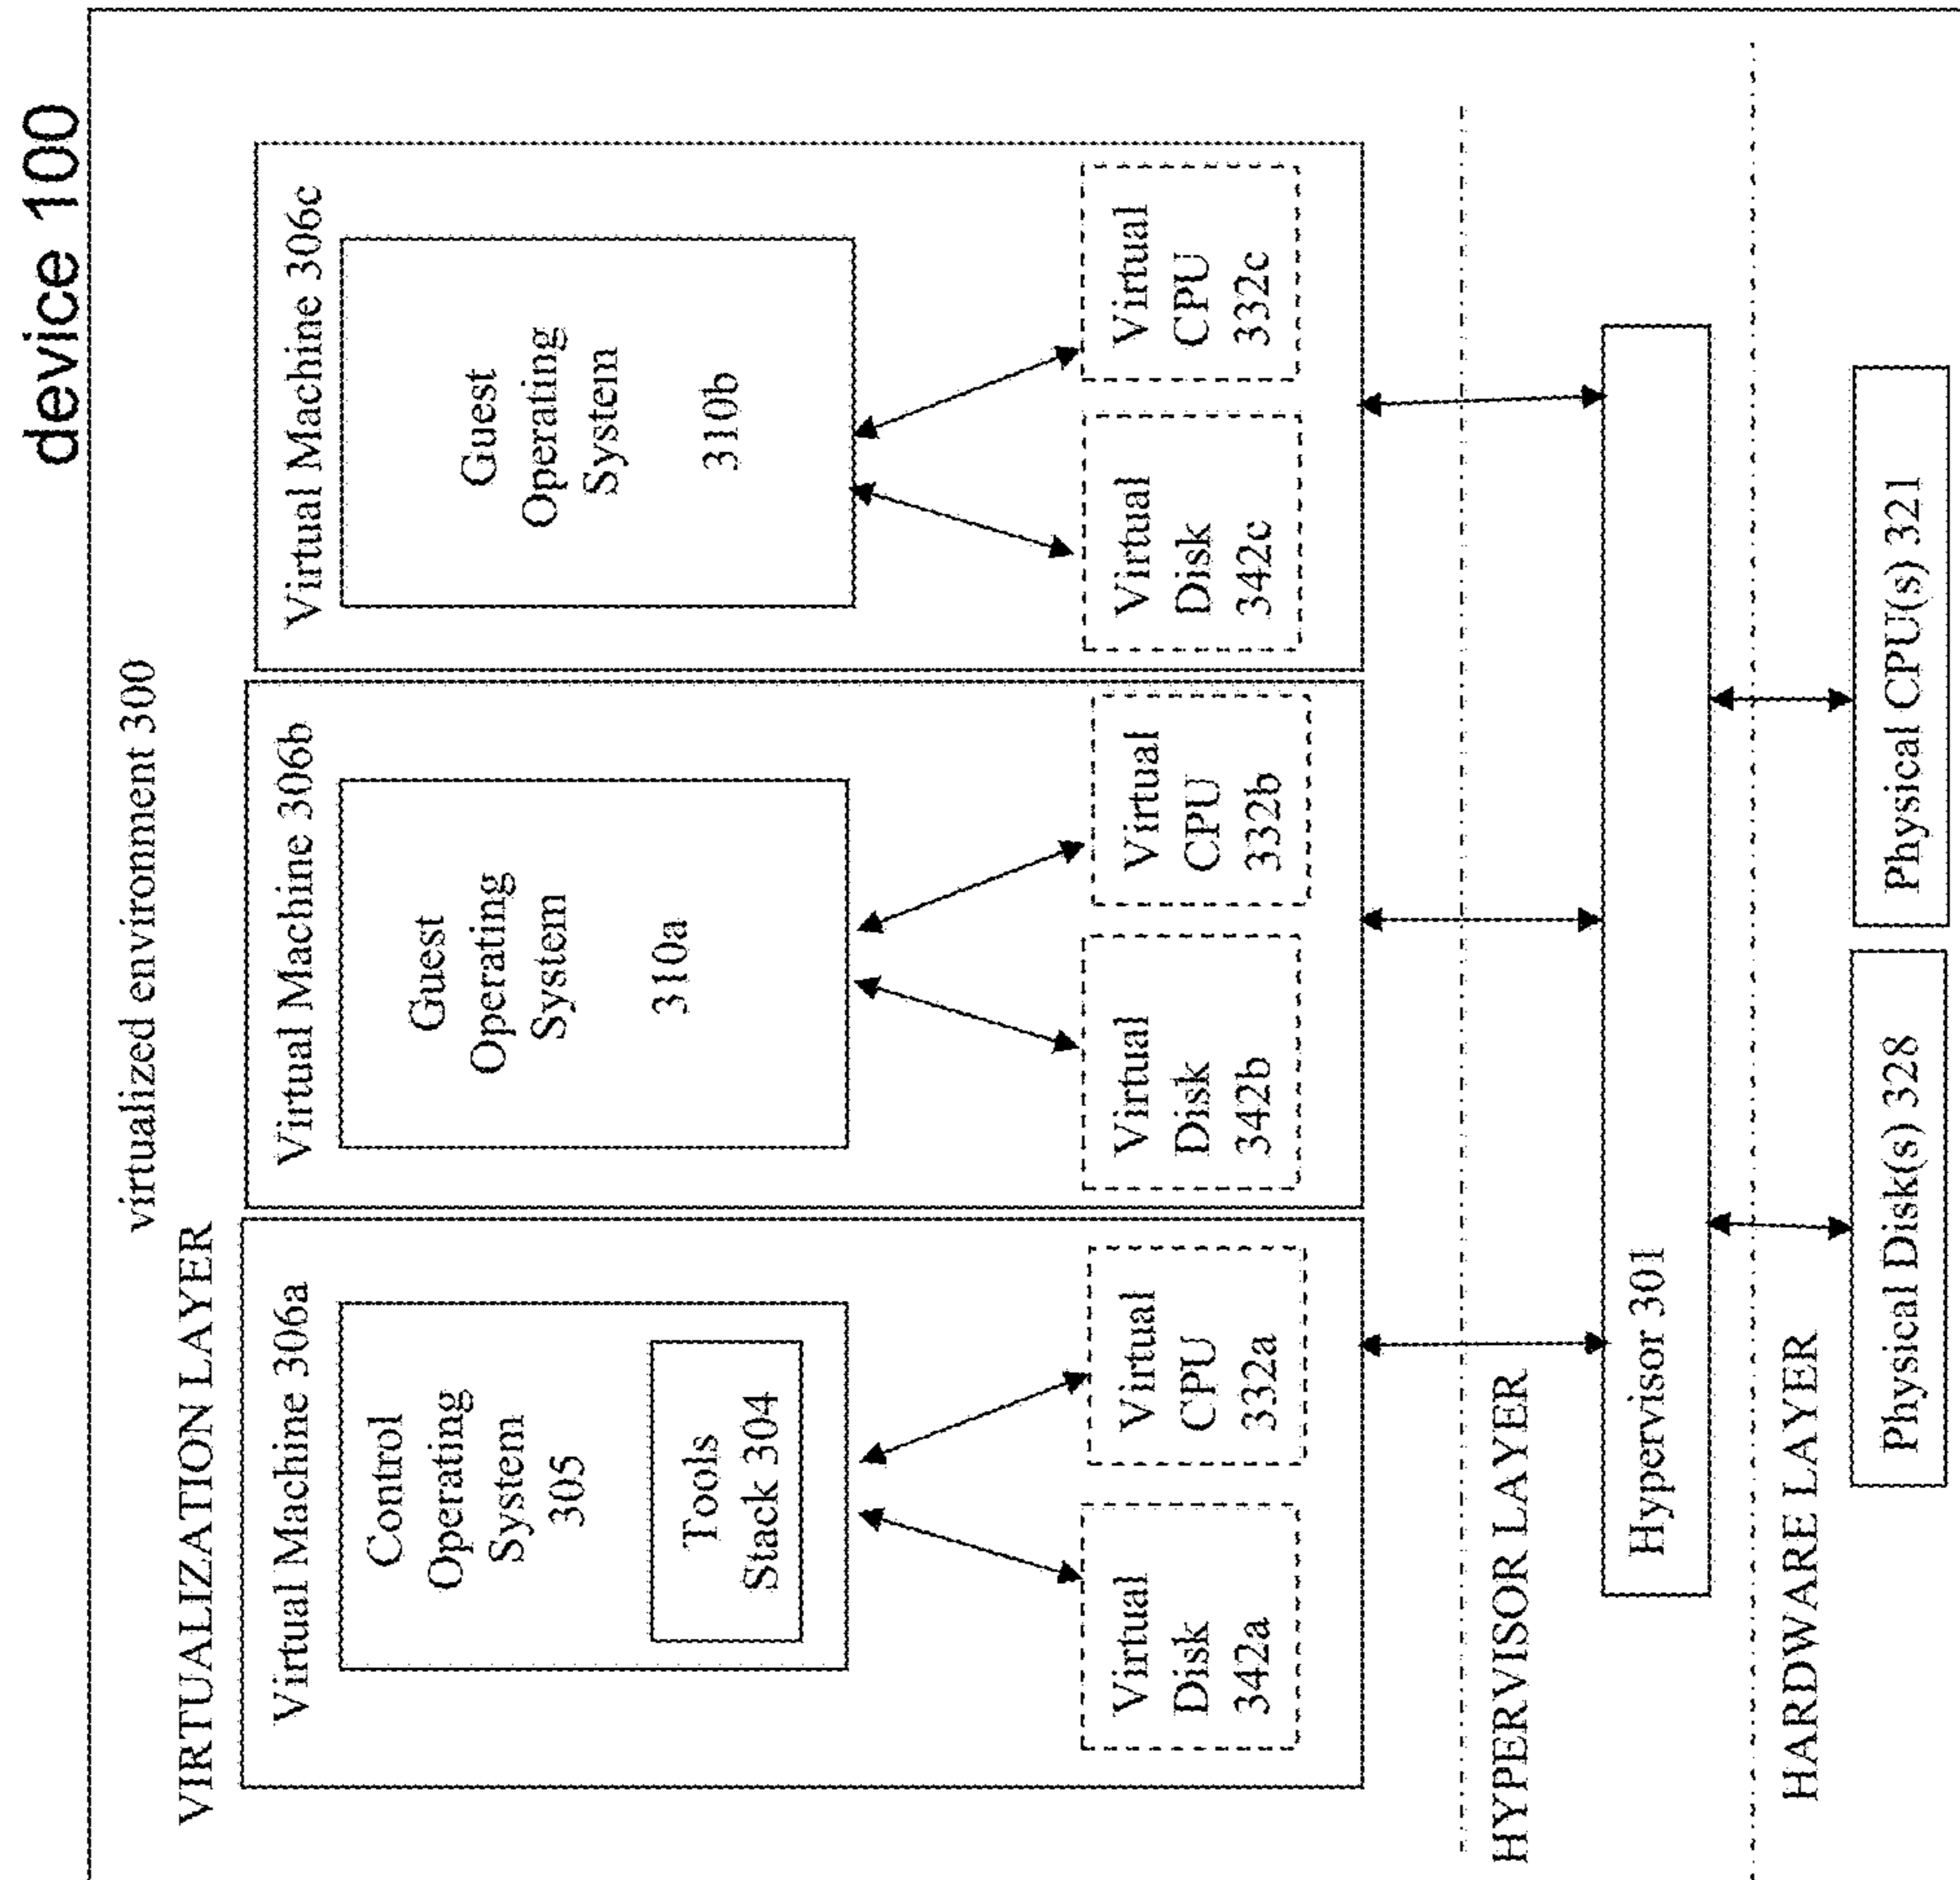 device 100
virtualized environment 300
VIRTUALIZATION LAYER
Virtual Machine 306a
Control
Operating
System
305
Tools
Stack 304
Virtual
Disk
342a
Virtual
CPU
332a
Virtual Machine 306b
Guest
Operating
System
310a
Virtual
Disk
342b
Virtual
CPU
332b
Virtual Machine 306c
Guest
Operating
System
310b
Virtual
Disk
342c
Virtual
CPU
332c
HYPERVISOR LAYER
Hypervisor 301
HARDWARE LAYER
Physical Disk(s) 328
Physical CPU(s) 321